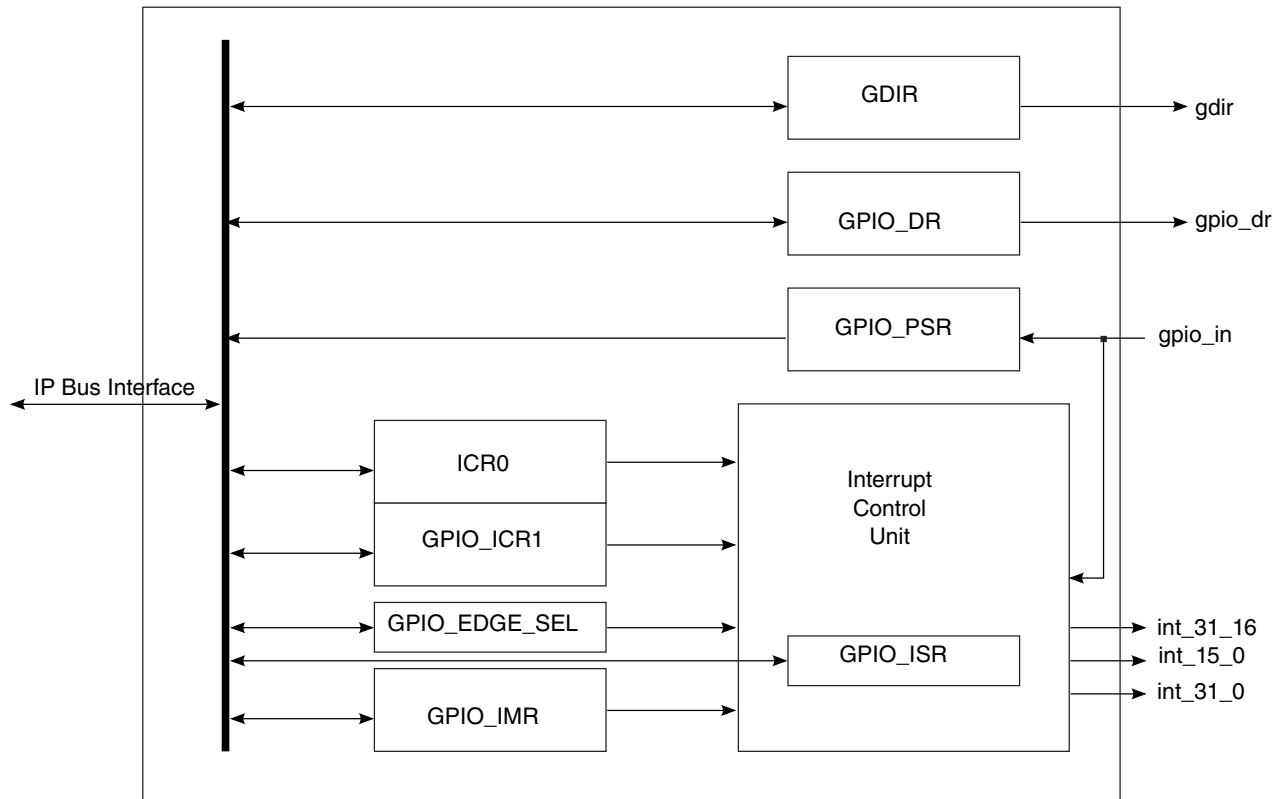 GDIR
gdir
GPIO_DR
gpio_dr
GPIO_PSR
gpio_in
IP Bus Interface
ICR0
GPIO_ICR1
GPIO_EDGE_SEL
GPIO_IMR
Interrupt
Control
Unit
GPIO_ISR
int_31_16
int_15_0
int_31_0